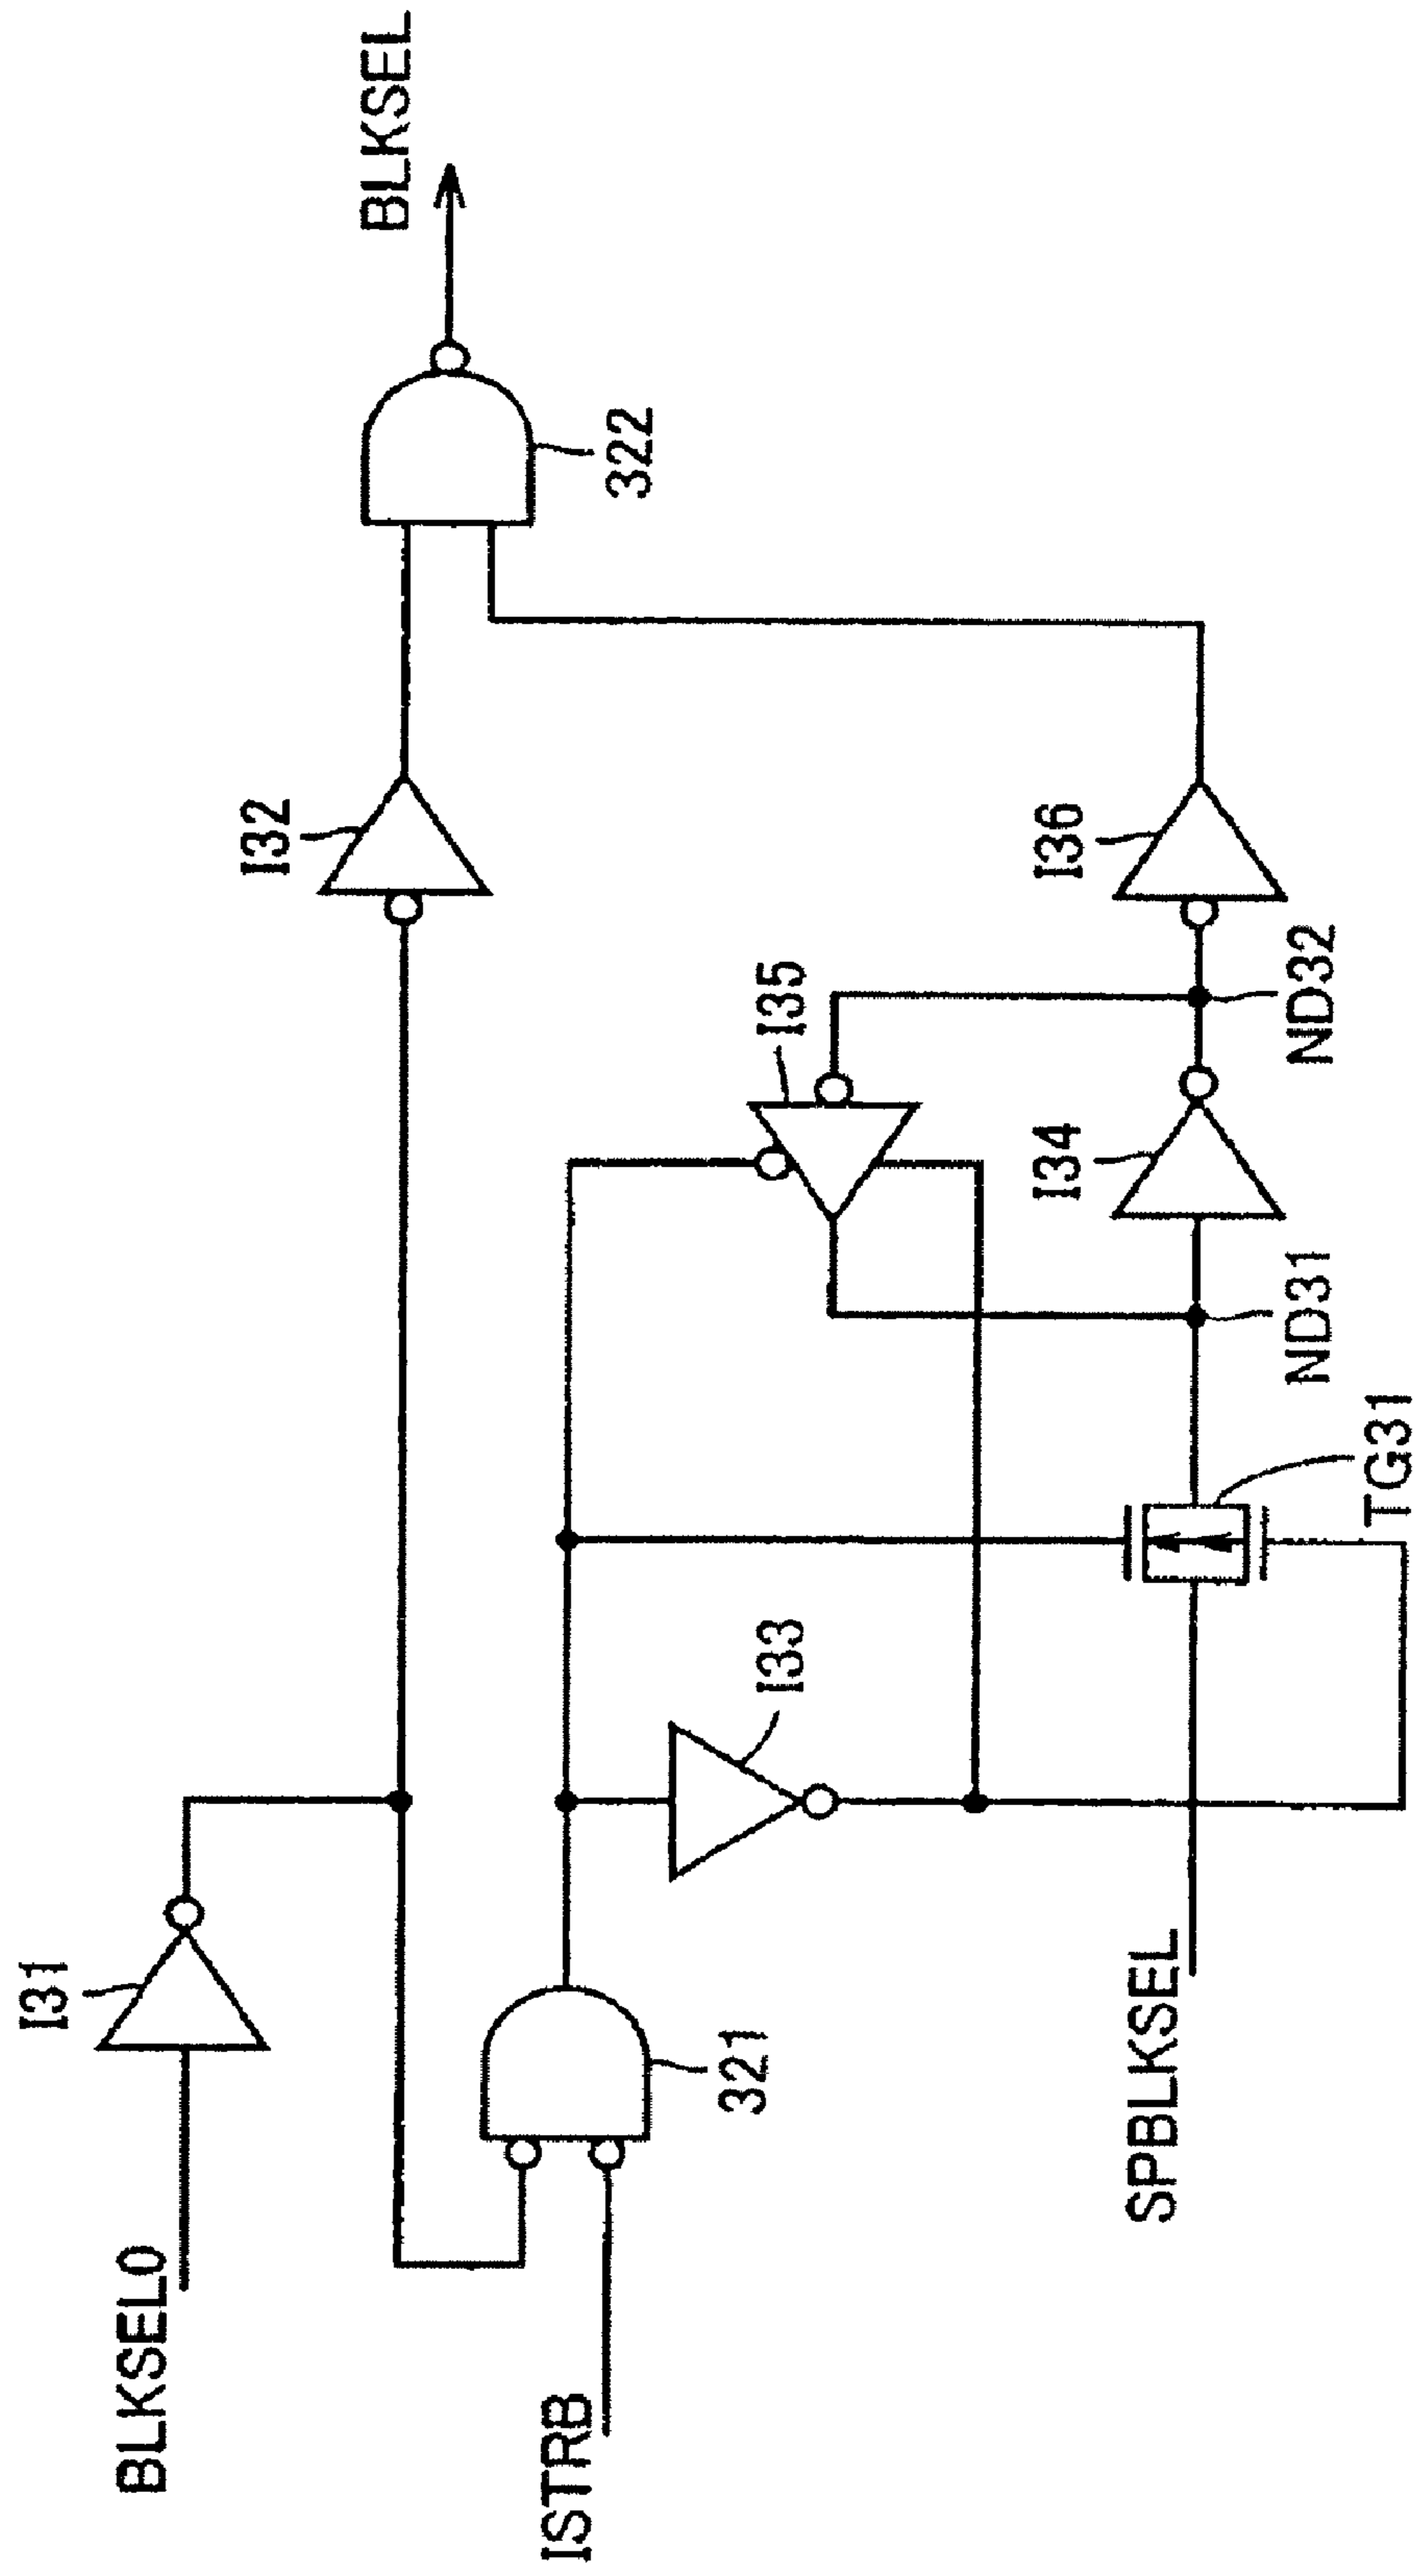 BLKSEL0
I31
I32
BLKSEL
ISTRB
321
I33
I35
322
SPBLKSEL
TG31
ND31
I34
ND32
I36